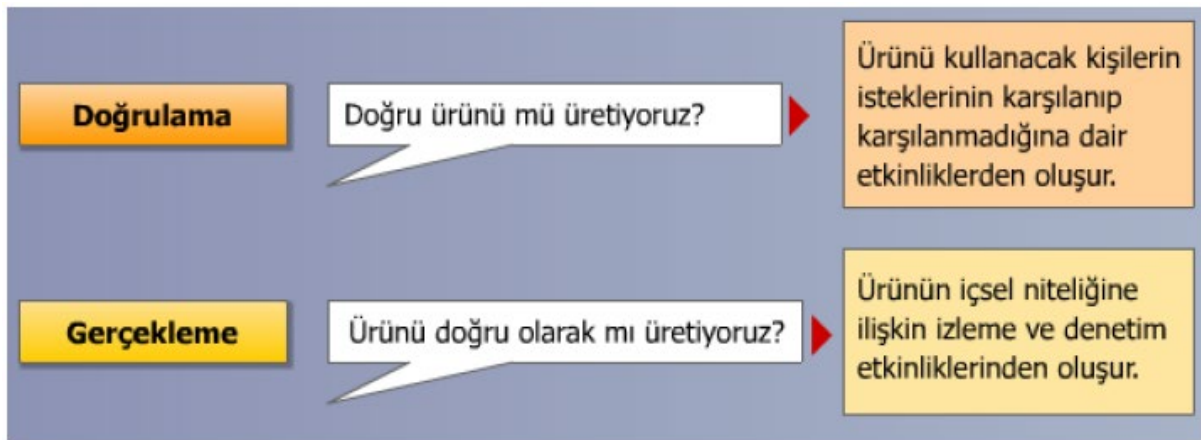 Doğrulama
Doğru ürünü mü üretiyoruz?
Ürünü kullanacak kişilerin
isteklerinin karşılanıp
karşılanmadığına dair
etkinliklerden oluşur.
Gerçekleme
Ürünü doğru olarak mı üretiyoruz?
Ürünün içsel niteliğine
ilişkin izleme ve denetim
etkinliklerinden oluşur.